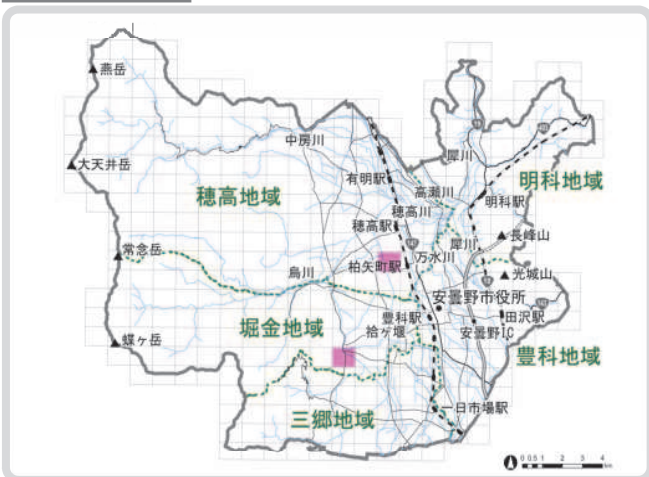 燕岳
中房川
犀川
大天井岳
有明駅
高瀬川
明科地域
穂高地域
穂高川
明科駅
穂高駅
犀川
長峰山
常念岳
万水川
柏矢町駅
烏川
光城山
安曇野市役所
堀金地域
豊科駅
田沢駅
拾ヶ堰
安曇野IC
蝶ヶ岳
豊科地域
三郷地域
一日市場駅
0 0.5 1 2 3 4
km